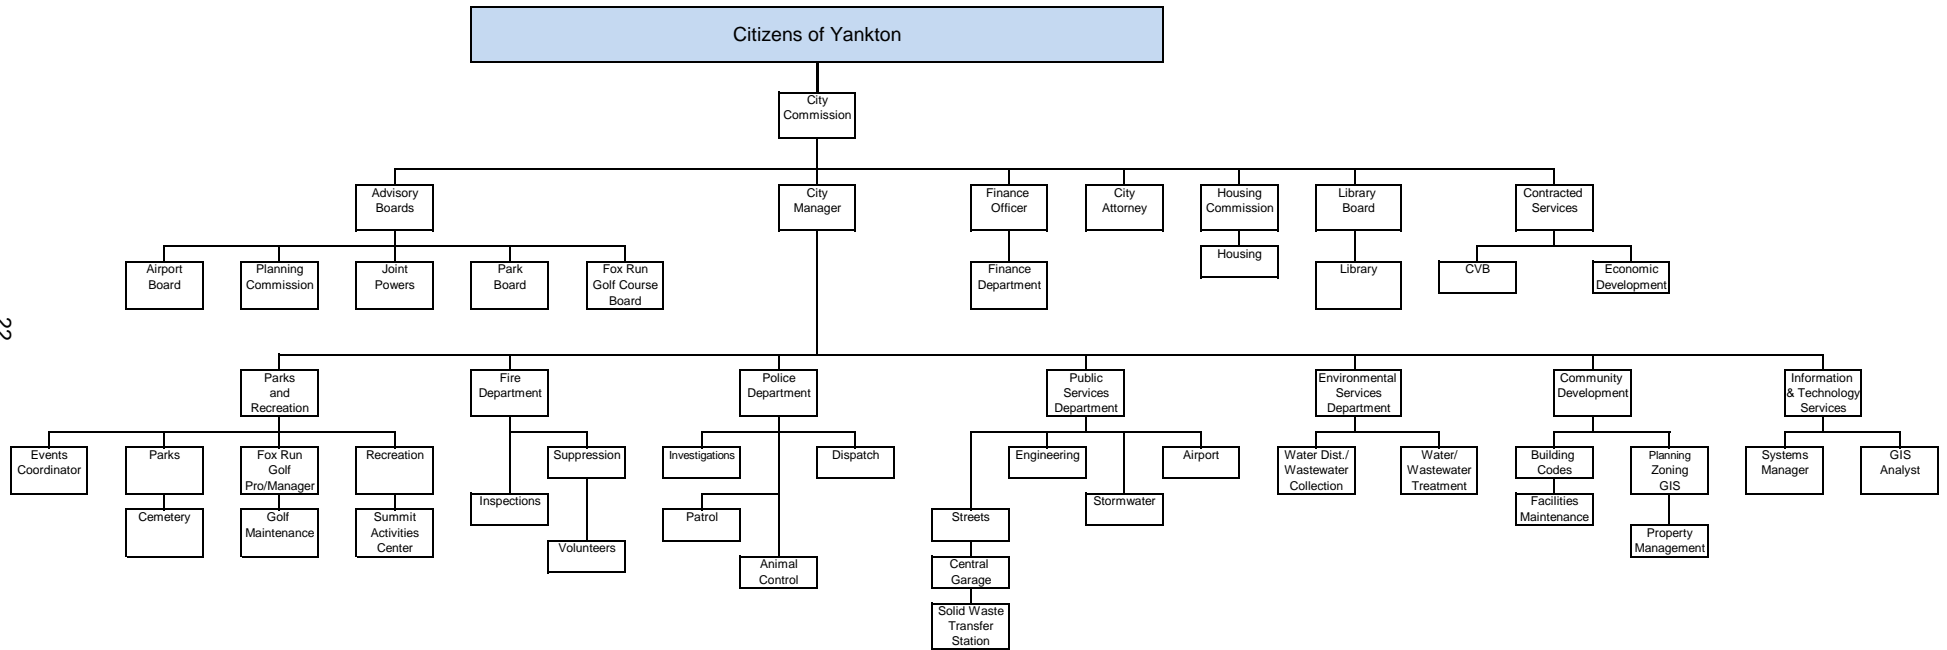 Citizens of Yankton
City
Commission
Advisory
Boards
City
Manager
Finance
Officer
City
Attorney
Housing
Commission
Library
Board
Contracted
Services
Airport
Board
Planning
Commission
Joint
Powers
Park
Board
Fox Run
Golf Course
Board
Finance
Department
Housing
Library
CVB
Economic
Development
22
Parks
and
Recreation
Fire
Department
Police
Department
Public
Services
Department
Environmental
Services
Department
Community
Development
Information
& Technology
Services
Events
Coordinator
Parks
Fox Run
Golf
Pro/Manager
Recreation
Suppression
Investigations
Dispatch
Engineering
Airport
Water Dist./
Wastewater
Collection
Water/
Wastewater
Treatment
Building
Codes
Planning
Zoning
GIS
Systems
Manager
GIS
Analyst
Inspections
Stormwater
Facilities
Maintenance
Cemetery
Golf
Maintenance
Summit
Activities
Center
Patrol
Streets
Property
Management
Volunteers
Animal
Control
Central
Garage
Solid Waste
Transfer
Station